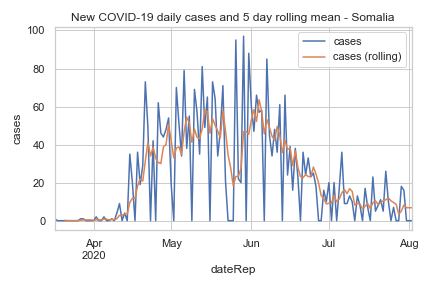 New COVID-19 daily cases and 5 day rolling mean - Somalia
cases
cases (rolling)
100
80
60
40
20
0
cases
Apr
2020
May
Jun
Jul
Aug
dateRep